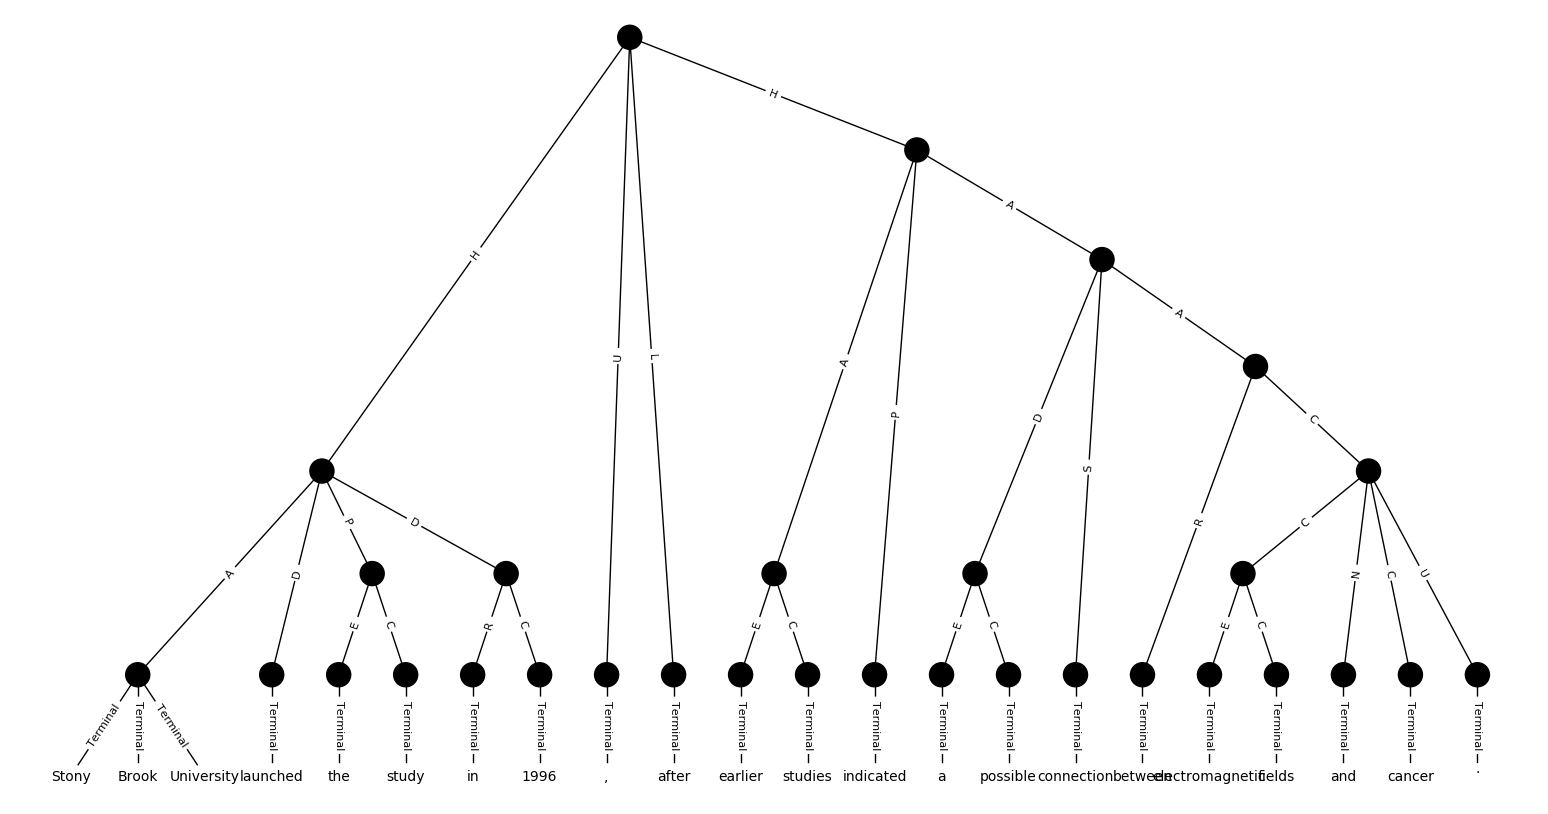 H
H
A
A
H
U
L
A
P
D
S
R
C
A
D
P
D
C
N
C
U
E
C
R
C
E
C
E
C
E
C
Terminal Terminal Terminal Terminal Terminal Terminal Terminal Terminal Terminal Terminal Terminal Terminal Terminal Terminal Terminal Terminal Terminal Terminal Terminal Terminal Terminal Terminal
Stony Brook University launched the study in 1996 , after earlier studies indicated a possible connection between electromagnetic fields and cancer .